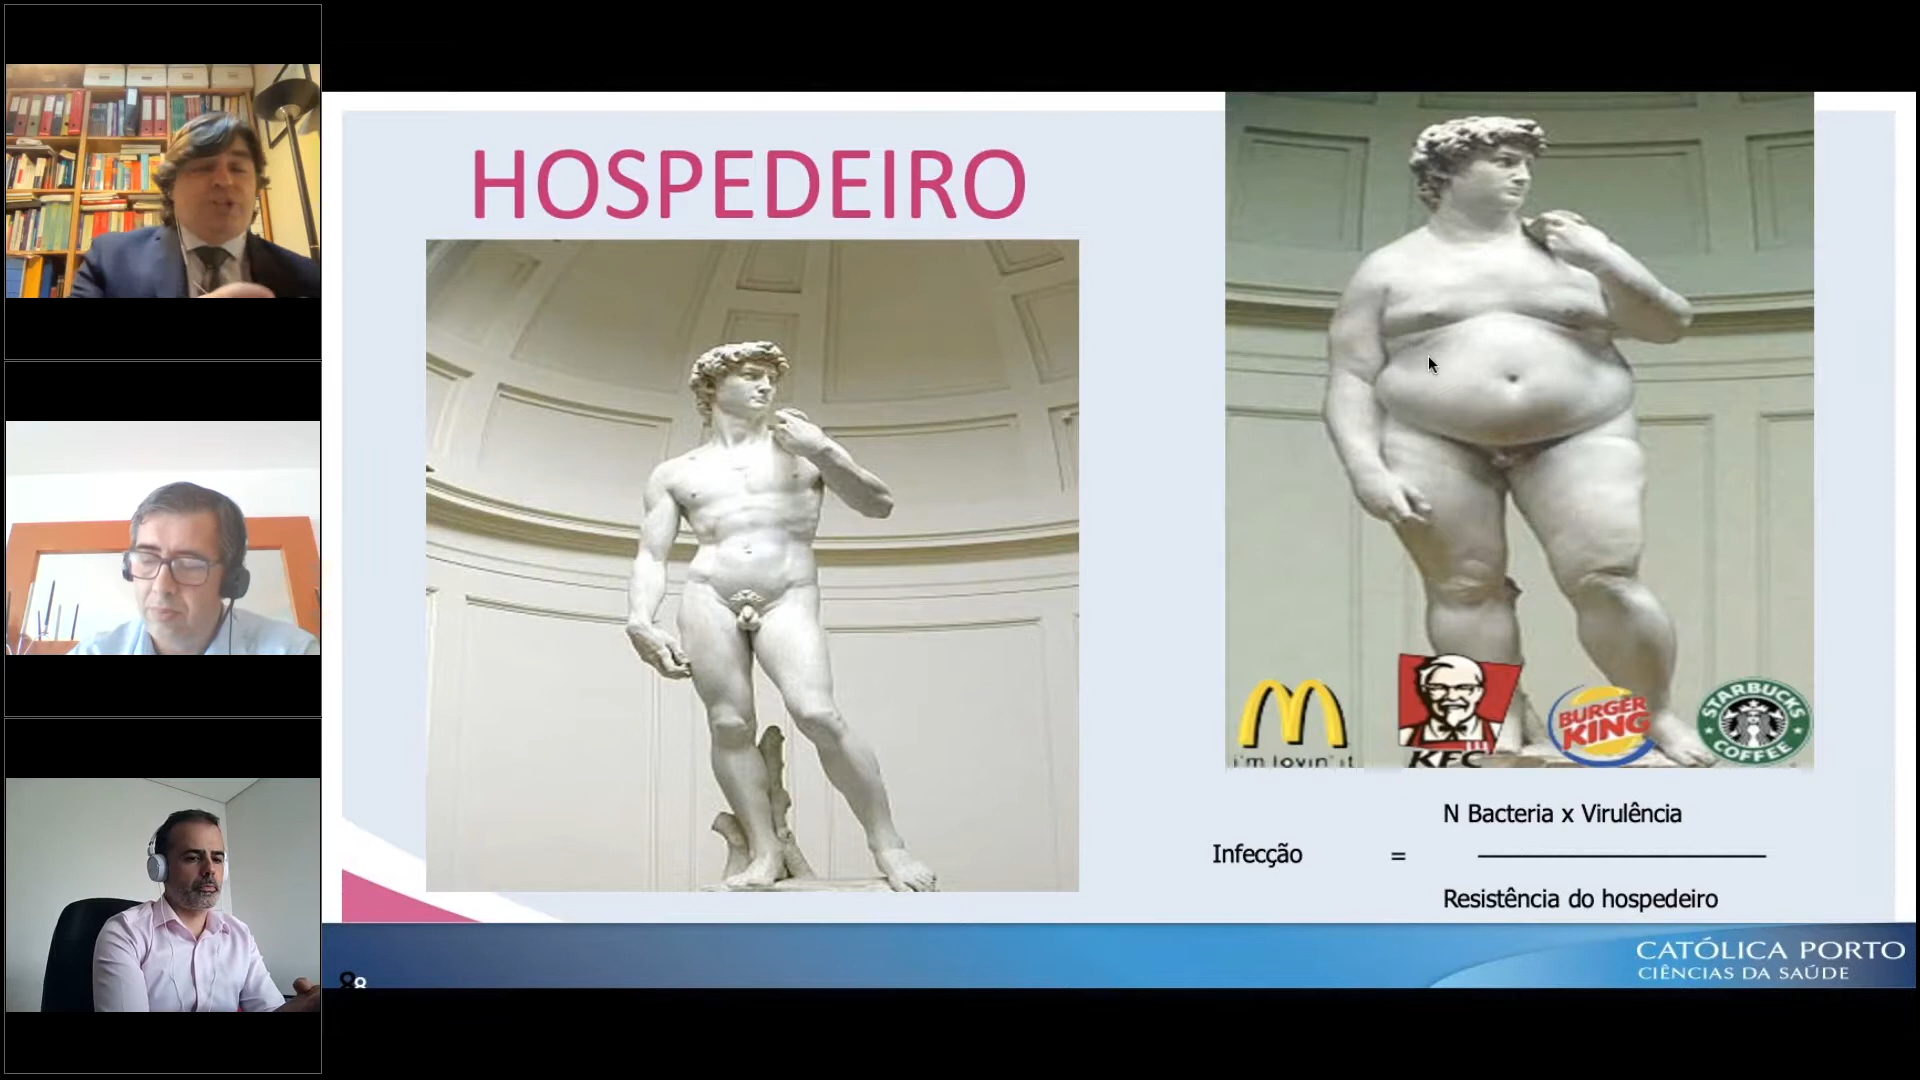 HOSPEDEIRO
i'm lovin' it
KFC
BURGER
KING
STARBUCKS
COFFEE
N Bacteria x Virulência
Infecção =
Resistência do hospedeiro
CATÓLICA PORTO
CIÊNCIAS DA SAÚDE
88